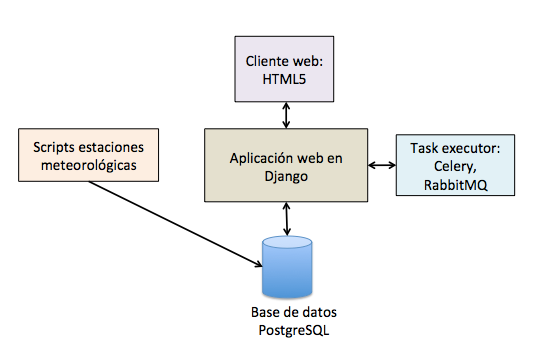 Cliente web:
HTML5
Scripts estaciones
meteorológicas
Aplicación web en
Django
Task executor:
Celery,
RabbitMQ
Base de datos
PostgreSQL